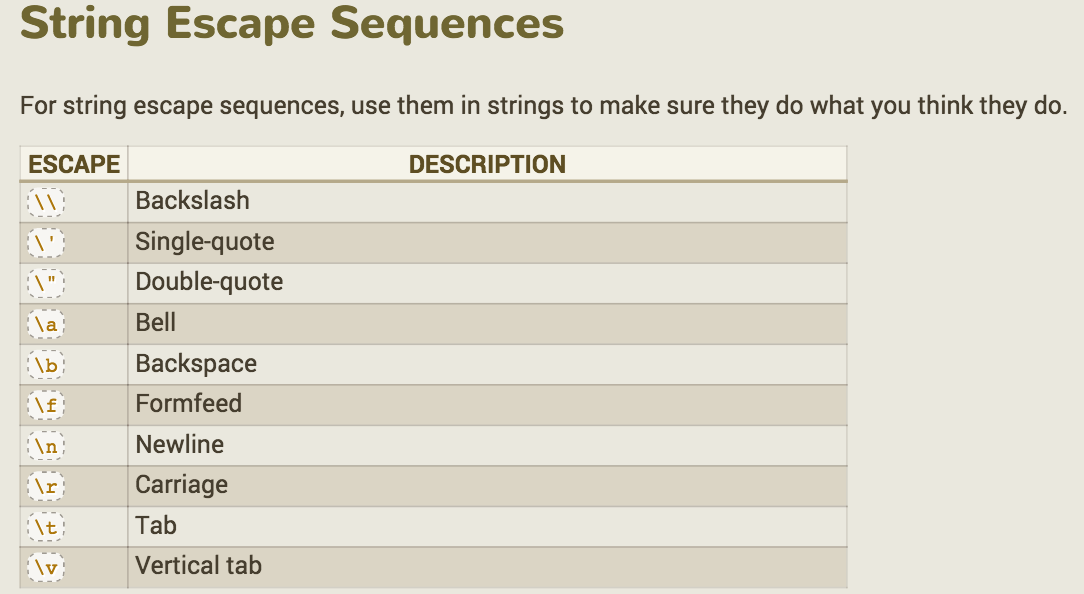 String Escape Sequences
For string escape sequences, use them in strings to make sure they do what you think they do.
ESCAPE DESCRIPTION
\\ Backslash
\' Single-quote
\" Double-quote
\a Bell
\b Backspace
\f Formfeed
\n Newline
\r Carriage
\t Tab
\v Vertical tab